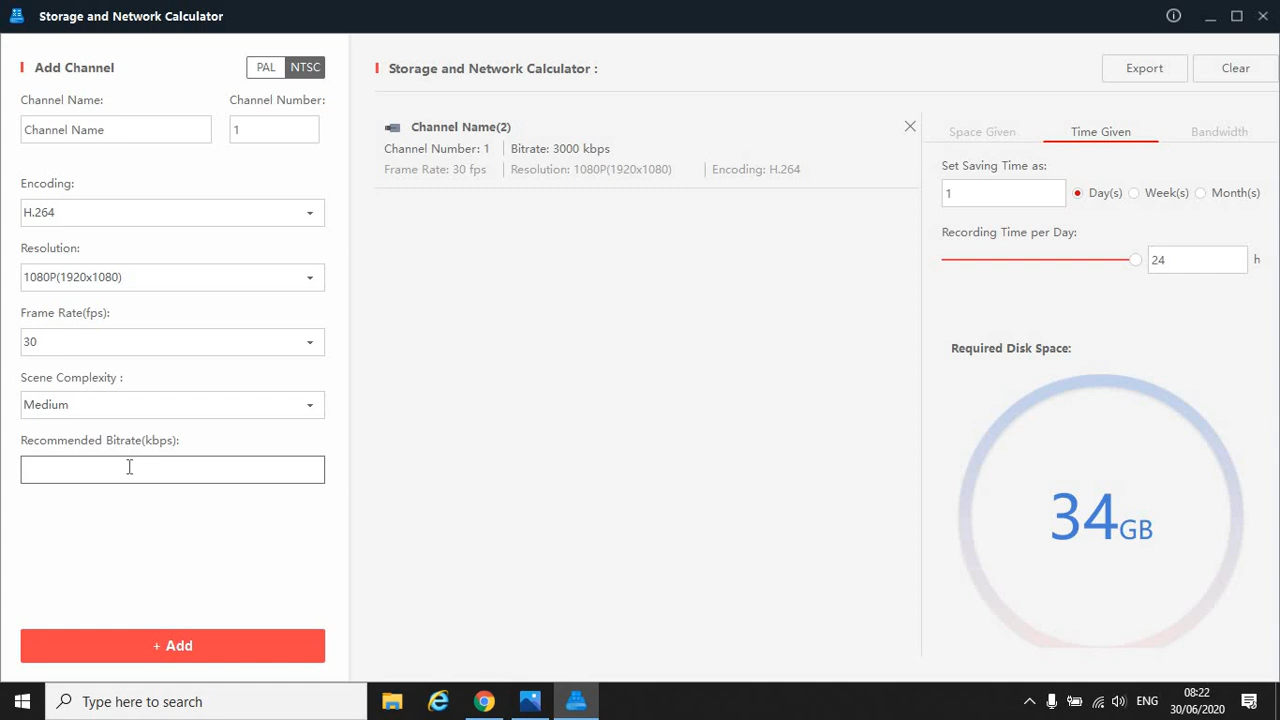 Storage and Network Calculator
Add Channel
PAL NTSC
Channel Name: Channel Number:
Channel Name 1
Encoding:
H.264
Resolution:
1080P(1920x1080)
Frame Rate(fps):
30
Scene Complexity :
Medium
Recommended Bitrate(kbps):
+ Add
Storage and Network Calculator :
Export Clear
Channel Name(2)
Channel Number: 1 Bitrate: 3000 kbps
Frame Rate: 30 fps Resolution: 1080P(1920x1080) Encoding: H.264
Space Given Time Given Bandwidth
Set Saving Time as:
1 Day(s) Week(s) Month(s)
Recording Time per Day:
24 h
Required Disk Space:
34GB
Type here to search
ENG
08:22
30/06/2020